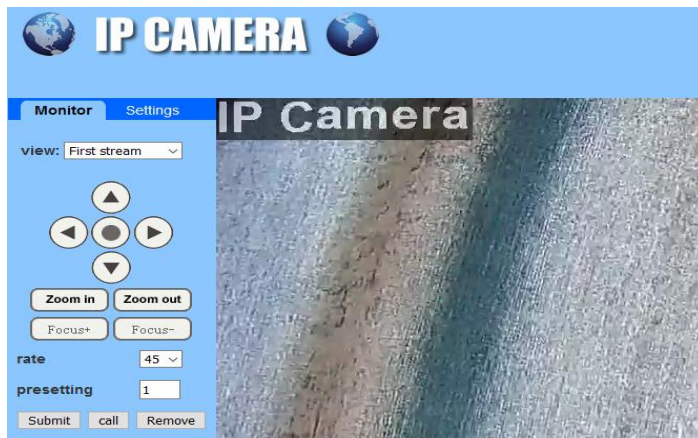 IP CAMERA
Monitor Settings
IP Camera
view: First stream
Zoom in Zoom out
Focus+ Focus-
rate 45
presetting 1
Submit call Remove